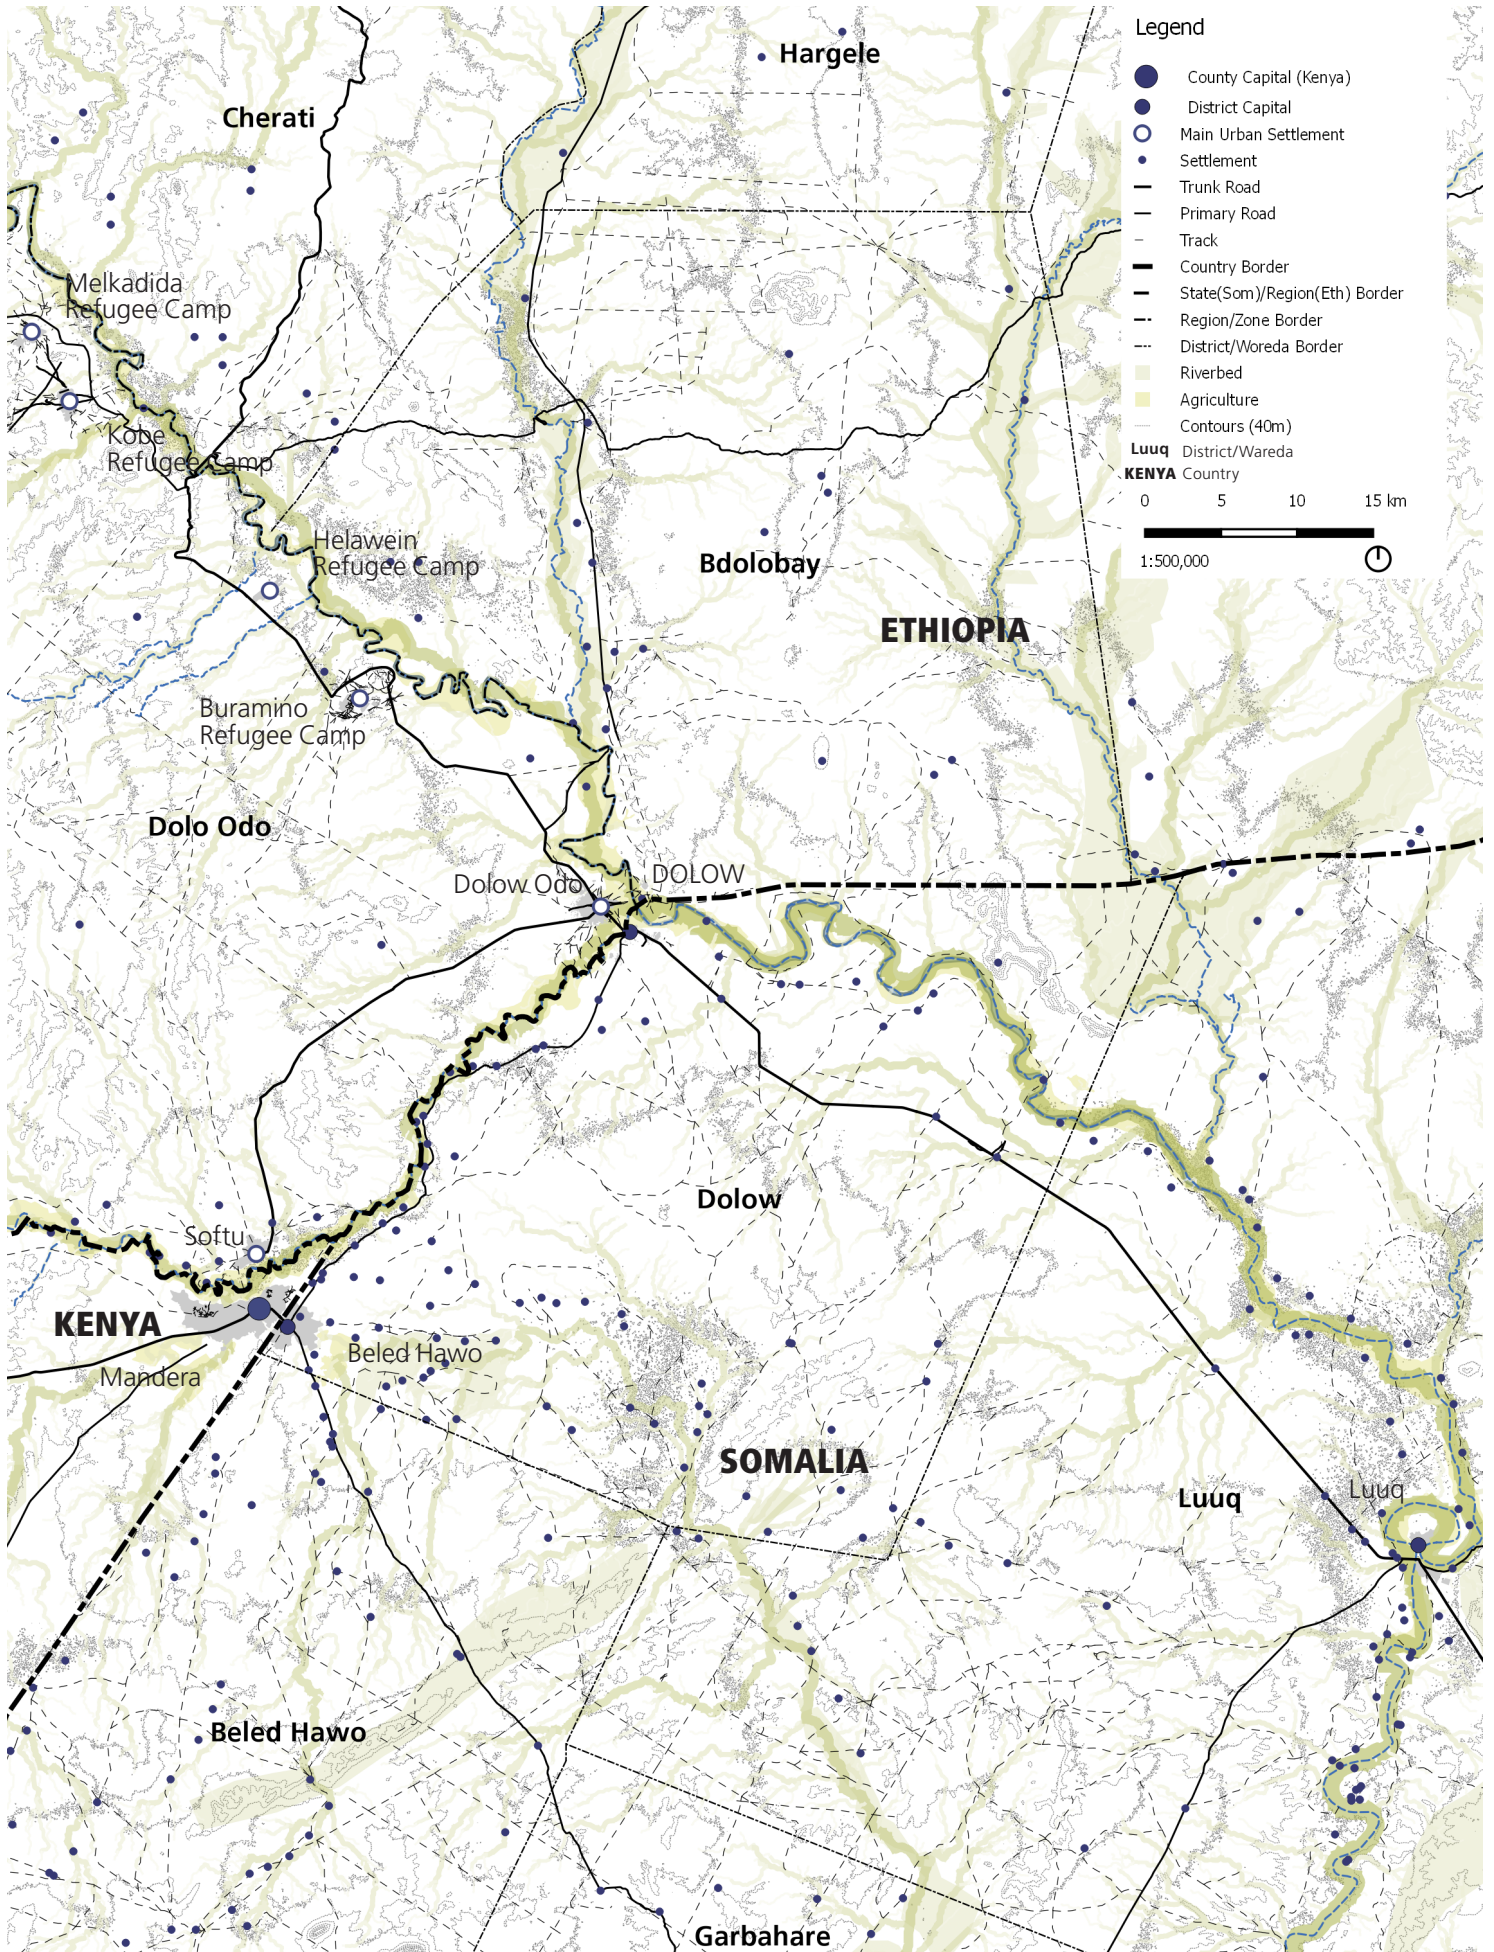 Legend
Hargele
County Capital (Kenya)
District Capital
Cherati
Main Urban Settlement
Settlement
Trunk Road
Primary Road
Track
Country Border
Melkadida
Refugee Camp
State(Som)/Region(Eth) Border
Region/Zone Border
District/Woreda Border
Riverbed
Agriculture
Contours (40m)
Luuq District/Wareda
KENYA Country
Kobe
Refugee Camp
0 5 10 15 km
1:500,000
Helawein
Refugee Camp
Bdolobay
ETHIOPIA
Buramino
Refugee Camp
Dolo Odo
Dolow Odo
DOLOW
Dolow
Softu
KENYA
Mandera
Beled Hawo
SOMALIA
Luuq
Luuq
Beled Hawo
Garbahare